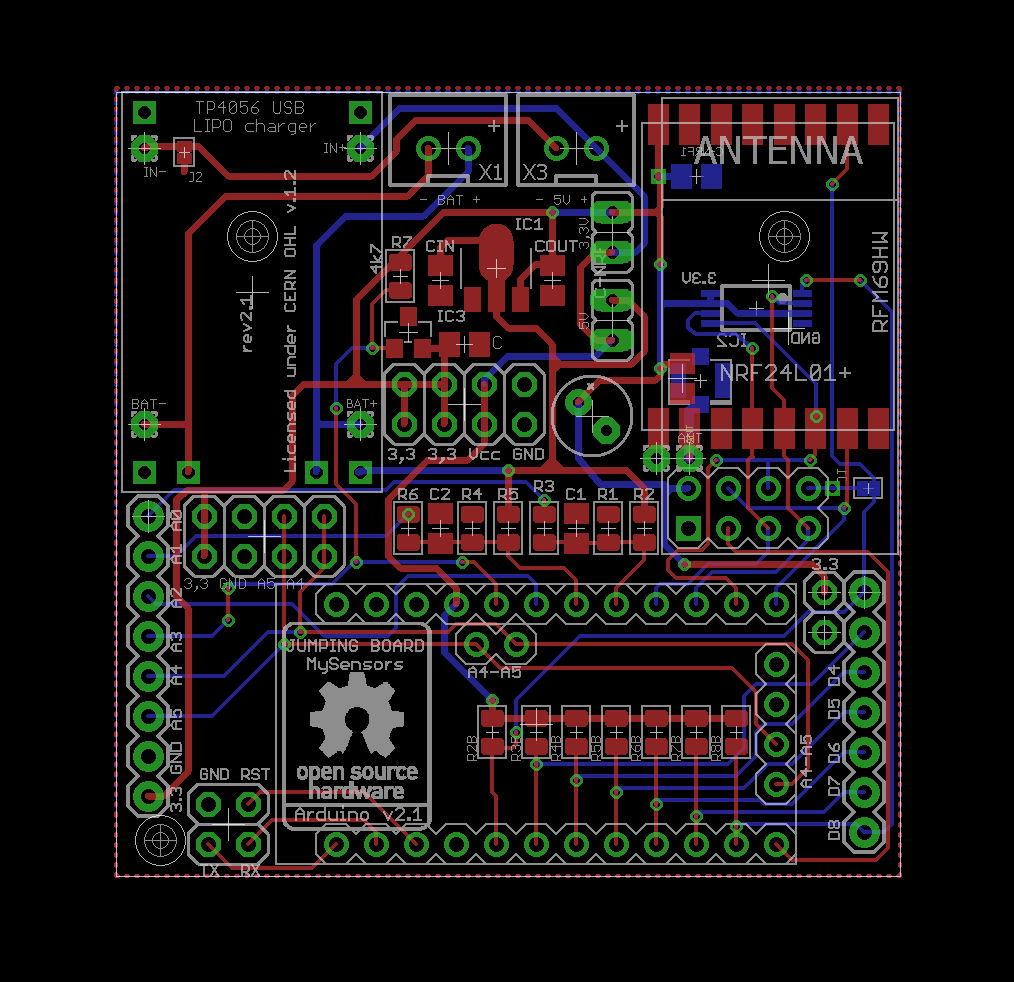 TP4056 USB
LIPO charger
IN-
J2
IN+
X1
X3
- BAT +
- 5V +
ANTENNA
RFM69HW
rev2.1
Licensed under CERN OHL v.1.2
R7
4k7
CIN
IC1
COUT
3,3V
5V
IC3
C
3.3V
GND
IC2
NRF24L01+
BAT-
BAT+
3,3 3,3 Vcc GND
R6 C2 R4 R5 R3 C1 R1 R2
A0
A1
A2
A3
A4
A5
GND
3.3
3,3 GND A5 A4
3.3
JUMPING BOARD
MySensors
open source
hardware
Arduino v2.1
A4-A5
R2B
R3B
R4B
R5B
R6B
R7B
R8B
A4-A5
D4
D5
D6
D7
D8
GND RST
TX RX